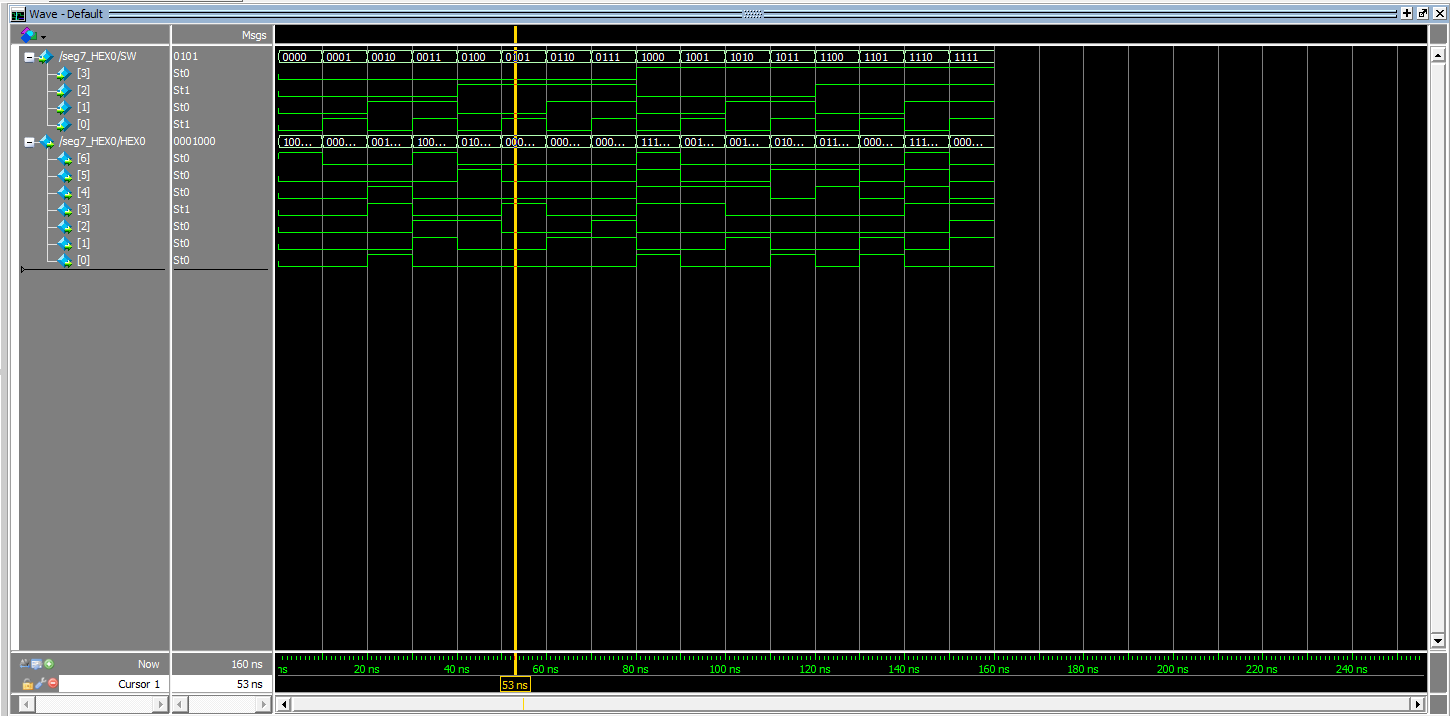 Wave - Default
Msgs
/seg7_HEX0/SW 0101 0000 0001 0010 0011 0100 0101 0110 0111 1000 1001 1010 1011 1100 1101 1110 1111
[3] St0
[2] St1
[1] St0
[0] St1
/seg7_HEX0/HEX0 0001000 100... 000... 001... 100... 010... 000... 000... 000... 111... 001... 001... 010... 011... 000... 111... 000...
[6] St0
[5] St0
[4] St0
[3] St1
[2] St0
[1] St0
[0] St0
Now 160 ns ns 20 ns 40 ns 60 ns 80 ns 100 ns 120 ns 140 ns 160 ns 180 ns 200 ns 220 ns 240 ns
Cursor 1 53 ns 53 ns